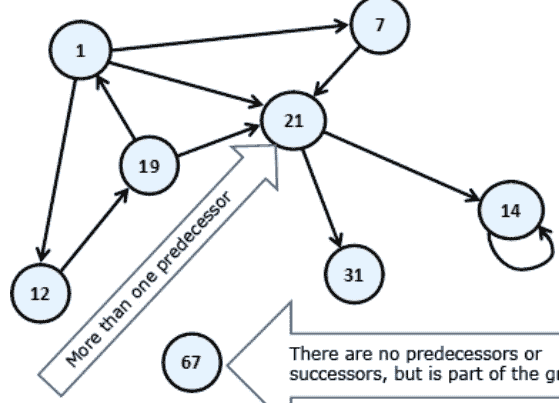 7
1
21
19
14
31
12
More than one predecessor
67
There are no predecessors or
successors, but is part of the